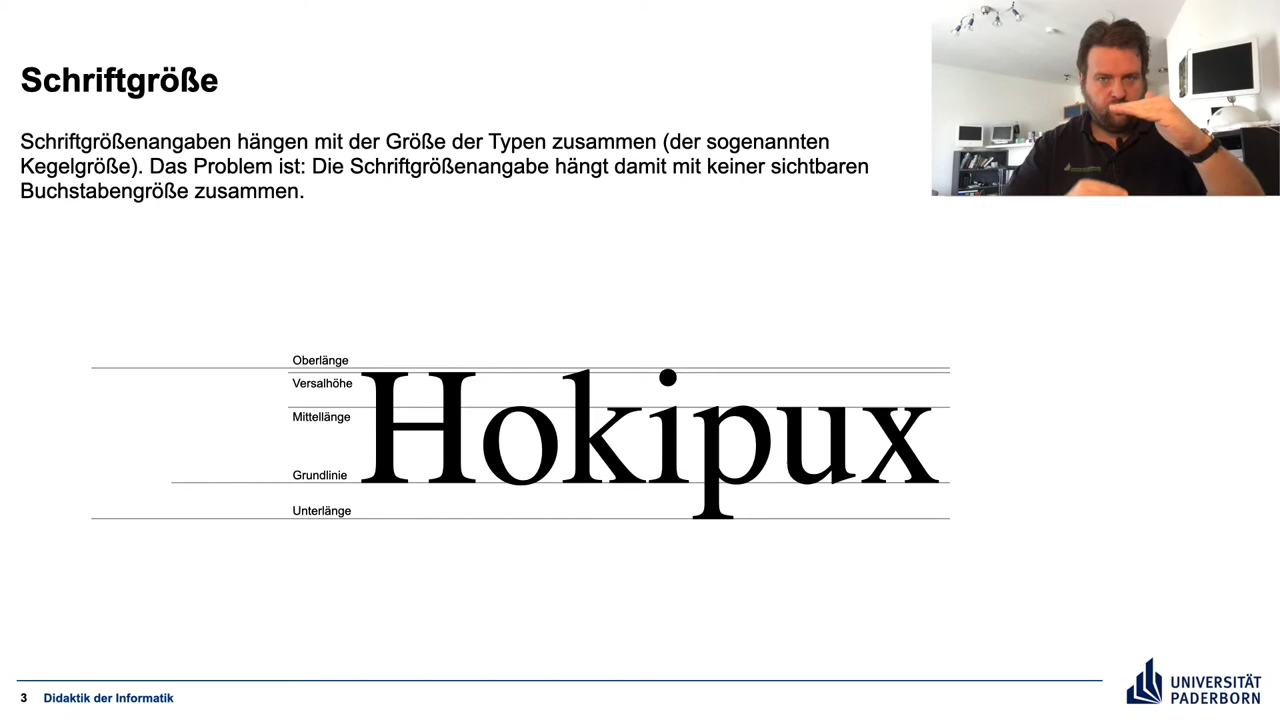 Schriftgröße
Schriftgrößenangaben hängen mit der Größe der Typen zusammen (der sogenannten
Kegelgröße). Das Problem ist: Die Schriftgrößenangabe hängt damit mit keiner sichtbaren
Buchstabengröße zusammen.
Oberlänge
Versalhöhe
Mittellänge
Grundlinie
Unterlänge
Hokipux
3 Didaktik der Informatik
UNIVERSITÄT
PADERBORN